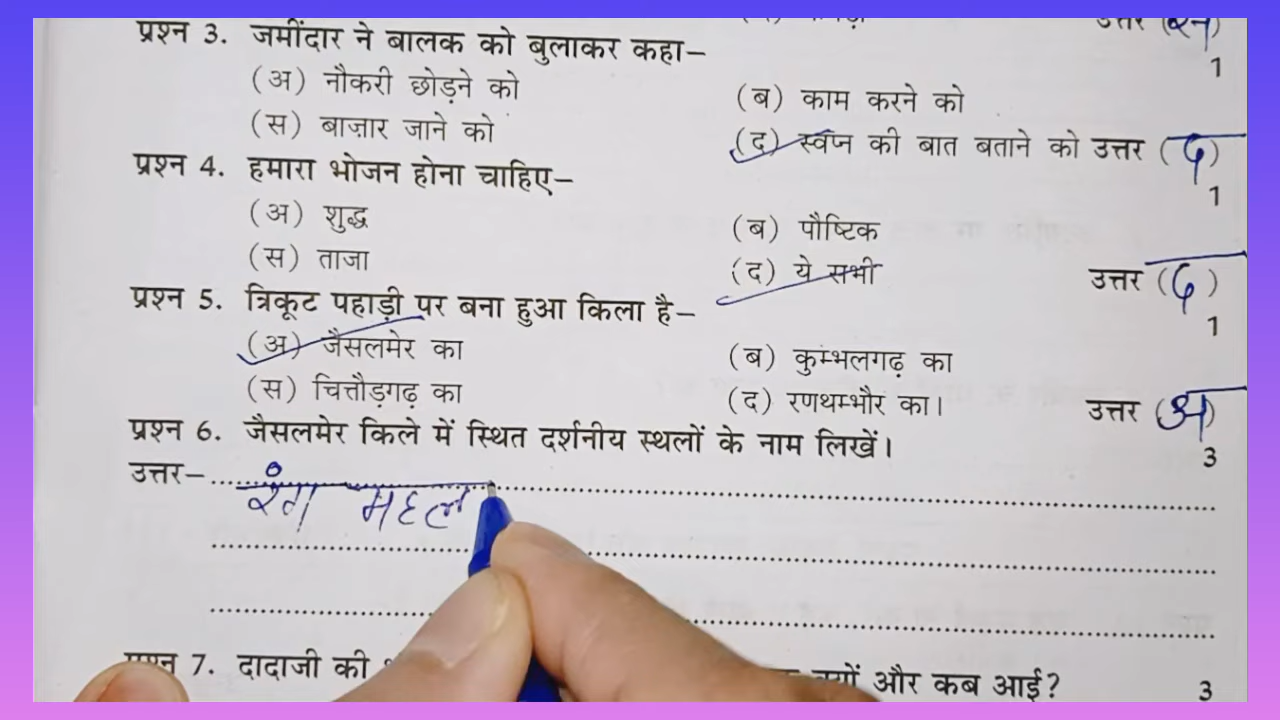 उत्तर
प्रश्न 3. जमींदार ने बालक को बुलाकर कहा–
1
(अ) नौकरी छोड़ने को (ब) काम करने को
(स) बाज़ार जाने को (द) स्वप्न की बात बताने को उत्तर (द)
प्रश्न 4. हमारा भोजन होना चाहिए–
1
(अ) शुद्ध (ब) पौष्टिक
(स) ताजा (द) ये सभी उत्तर (द)
प्रश्न 5. त्रिकूट पहाड़ी पर बना हुआ किला है–
1
(अ) जैसलमेर का (ब) कुम्भलगढ़ का
(स) चित्तौड़गढ़ का (द) रणथम्भौर का। उत्तर (अ)
प्रश्न 6. जैसलमेर किले में स्थित दर्शनीय स्थलों के नाम लिखें।
3
उत्तर– रंग महल
प्रश्न 7. दादाजी की क्यों और कब आई?
3